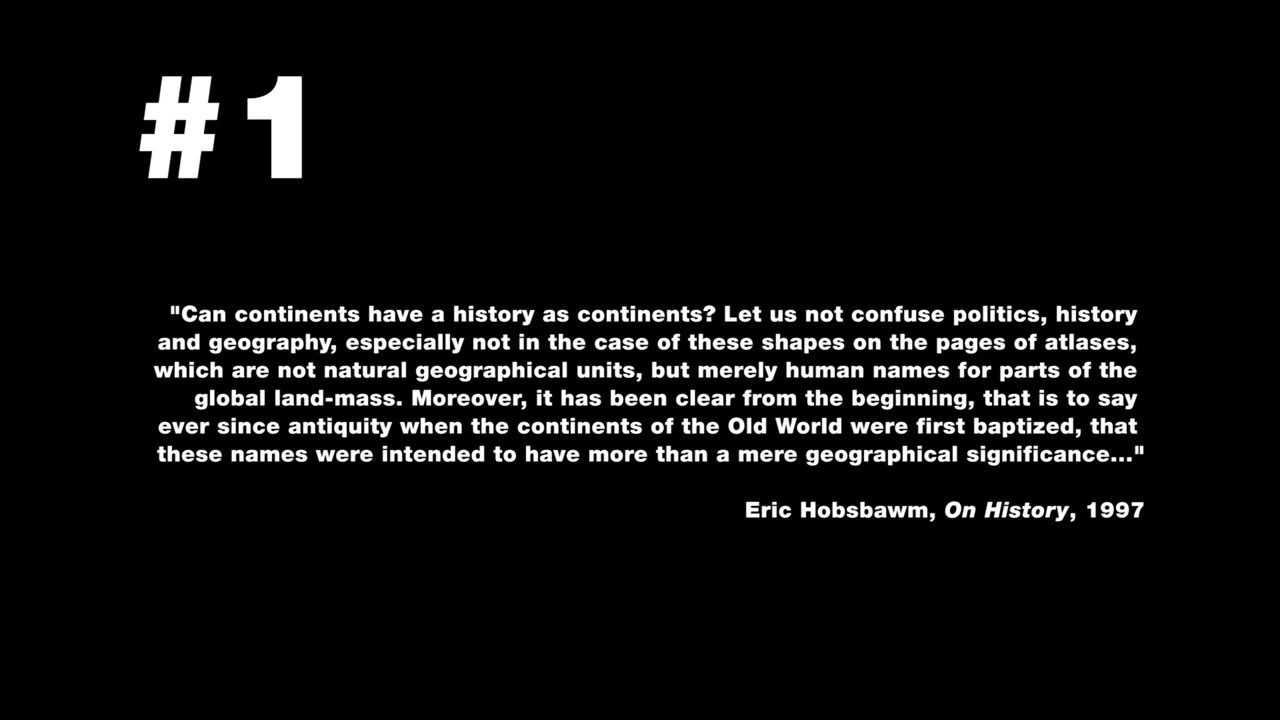 #1
"Can continents have a history as continents? Let us not confuse politics, history
and geography, especially not in the case of these shapes on the pages of atlases,
which are not natural geographical units, but merely human names for parts of the
global land-mass. Moreover, it has been clear from the beginning, that is to say
ever since antiquity when the continents of the Old World were first baptized, that
these names were intended to have more than a mere geographical significance..."
Eric Hobsbawm, On History, 1997